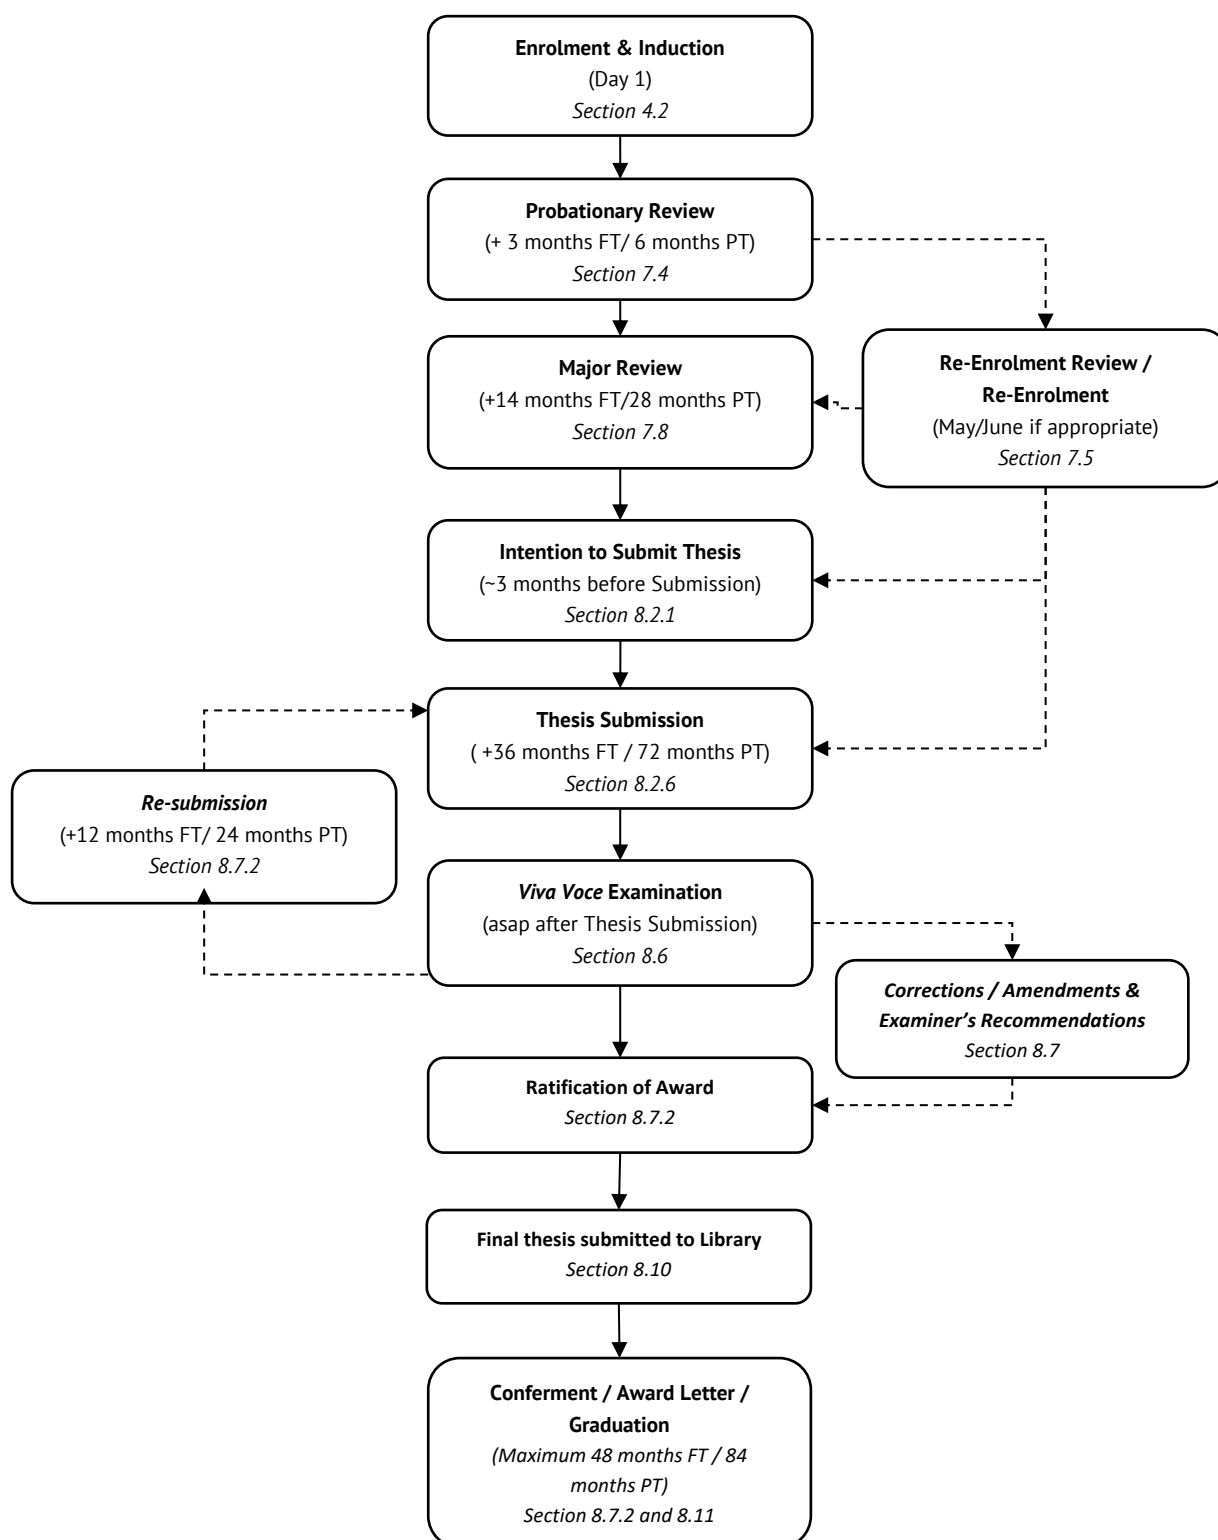 Enrolment & Induction
(Day 1)
Section 4.2
Probationary Review
(+ 3 months FT/ 6 months PT)
Section 7.4
Major Review
(+14 months FT/28 months PT)
Section 7.8
Re-Enrolment Review /
Re-Enrolment
(May/June if appropriate)
Section 7.5
Intention to Submit Thesis
(~3 months before Submission)
Section 8.2.1
Thesis Submission
( +36 months FT / 72 months PT)
Section 8.2.6
Re-submission
(+12 months FT/ 24 months PT)
Section 8.7.2
Viva Voce Examination
(asap after Thesis Submission)
Section 8.6
Corrections / Amendments &
Examiner’s Recommendations
Section 8.7
Ratification of Award
Section 8.7.2
Final thesis submitted to Library
Section 8.10
Conferment / Award Letter /
Graduation
(Maximum 48 months FT / 84
months PT)
Section 8.7.2 and 8.11